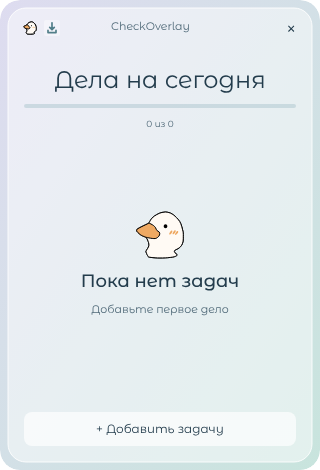 CheckOverlay
×
Дела на сегодня
0 из 0
Пока нет задач
Добавьте первое дело
+ Добавить задачу